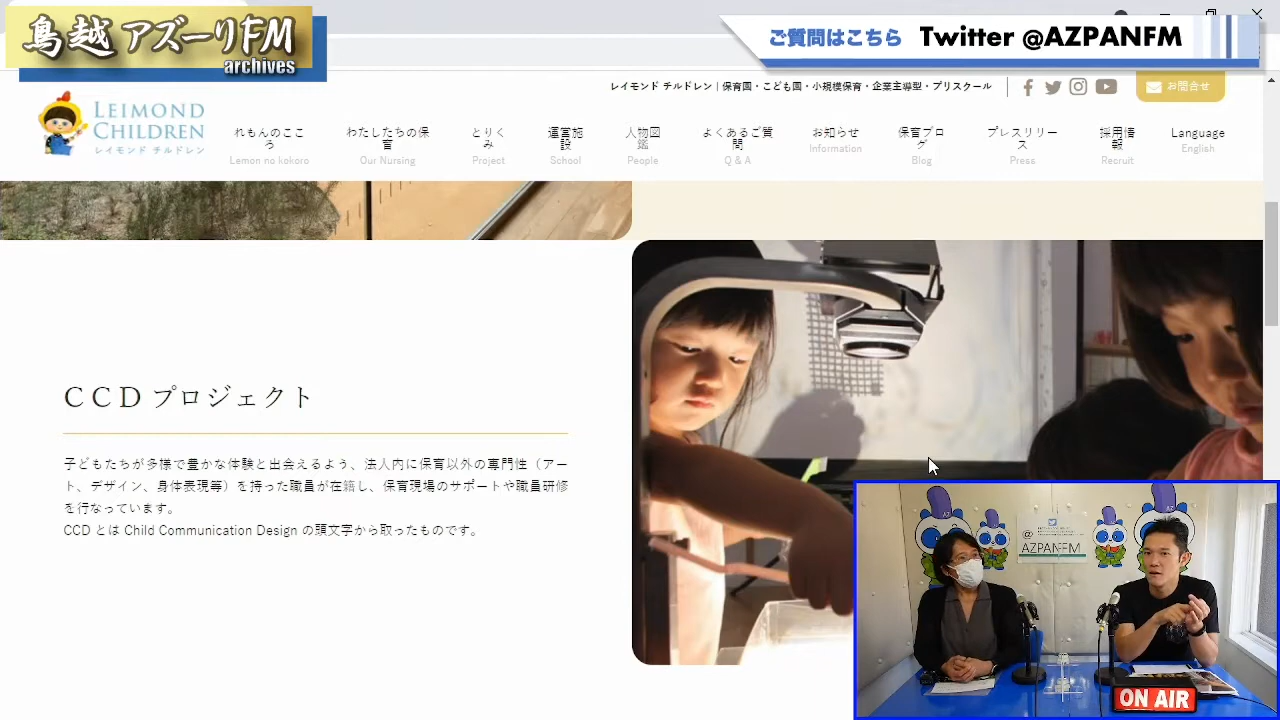 鳥越 アズーリFM
archives
ご質問はこちら Twitter @AZPANFM
レイモンド チルドレン | 保育園・こども園・小規模保育・企業主導型・プリスクール
お問合せ
LEIMOND
CHILDREN
レイモンド チルドレン
れもんのここ
ろ
Lemon no kokoro
わたしたちの保
育
Our Nursing
とりく
み
Project
運営施
設
School
人物図
鑑
People
よくあるご質
問
Q & A
お知らせ
Information
保育ブロ
グ
Blog
プレスリリー
ス
Press
採用情
報
Recruit
Language
English
ＣＣＤ プロジェクト
子どもたちが多様で豊かな体験と出会えるよう、法人内に保育以外の専門性（アー
ト、デザイン、身体表現等）を持った職員が在籍し、保育現場のサポートや職員研修
を行なっています。
CCD とは Child Communication Design の頭文字から取ったものです。
@
AZPANFM
ON AIR